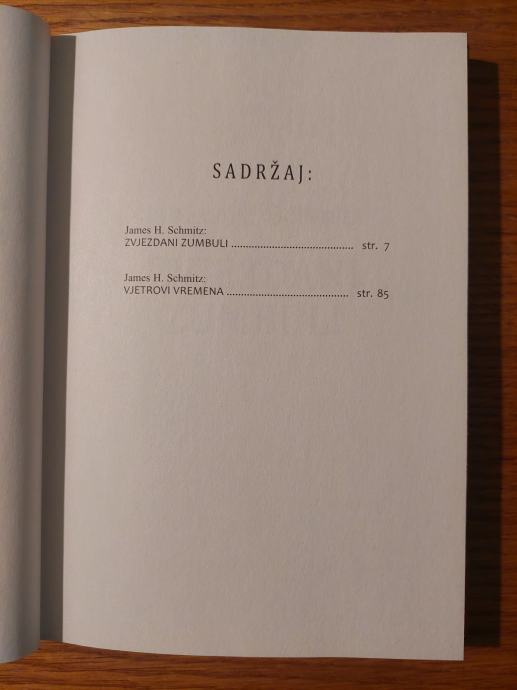 SADRŽAJ:
James H. Schmitz:
ZVJEZDANI ZUMBULI ........................................... str. 7
James H. Schmitz:
VJETROVI VREMENA ........................................... str. 85